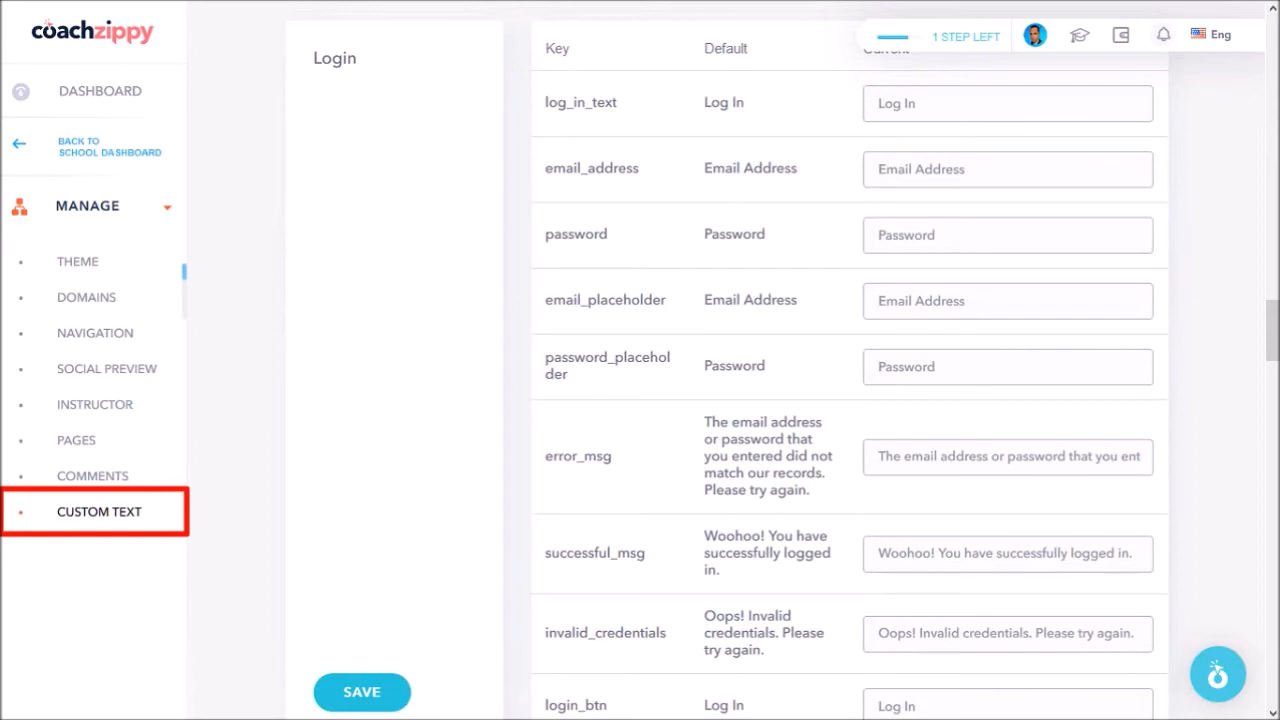 coachzippy
DASHBOARD
BACK TO
SCHOOL DASHBOARD
MANAGE
THEME
DOMAINS
NAVIGATION
SOCIAL PREVIEW
INSTRUCTOR
PAGES
COMMENTS
CUSTOM TEXT
Login
SAVE
1 STEP LEFT
Eng
Key Default Current
log_in_text Log In Log In
email_address Email Address Email Address
password Password Password
email_placeholder Email Address Email Address
password_placehol
der
Password Password
error_msg
The email address
or password that
you entered did not
match our records.
Please try again.
The email address or password that you ent
successful_msg
Woohoo! You have
successfully logged
in.
Woohoo! You have successfully logged in.
invalid_credentials
Oops! Invalid
credentials. Please
try again.
Oops! Invalid credentials. Please try again.
login_btn Log In Log In